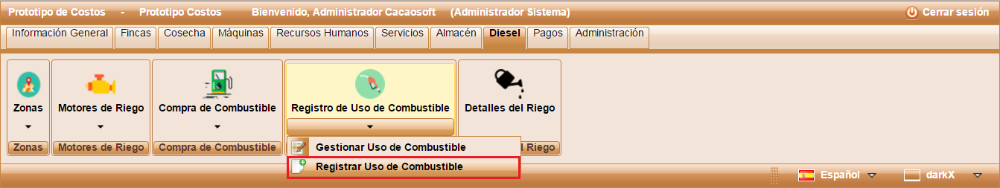 Prototipo de Costos - Prototipo Costos Bienvenido, Administrador Cacaosoft (Administrador Sistema) Cerrar sesión
Información General Fincas Cosecha Máquinas Recursos Humanos Servicios Almacén Diesel Pagos Administración
Zonas Motores de Riego Compra de Combustible Registro de Uso de Combustible Detalles del Riego
Zonas Motores de Riego Compra de Combustible l Riego
Gestionar Uso de Combustible
Registrar Uso de Combustible
Español darkX